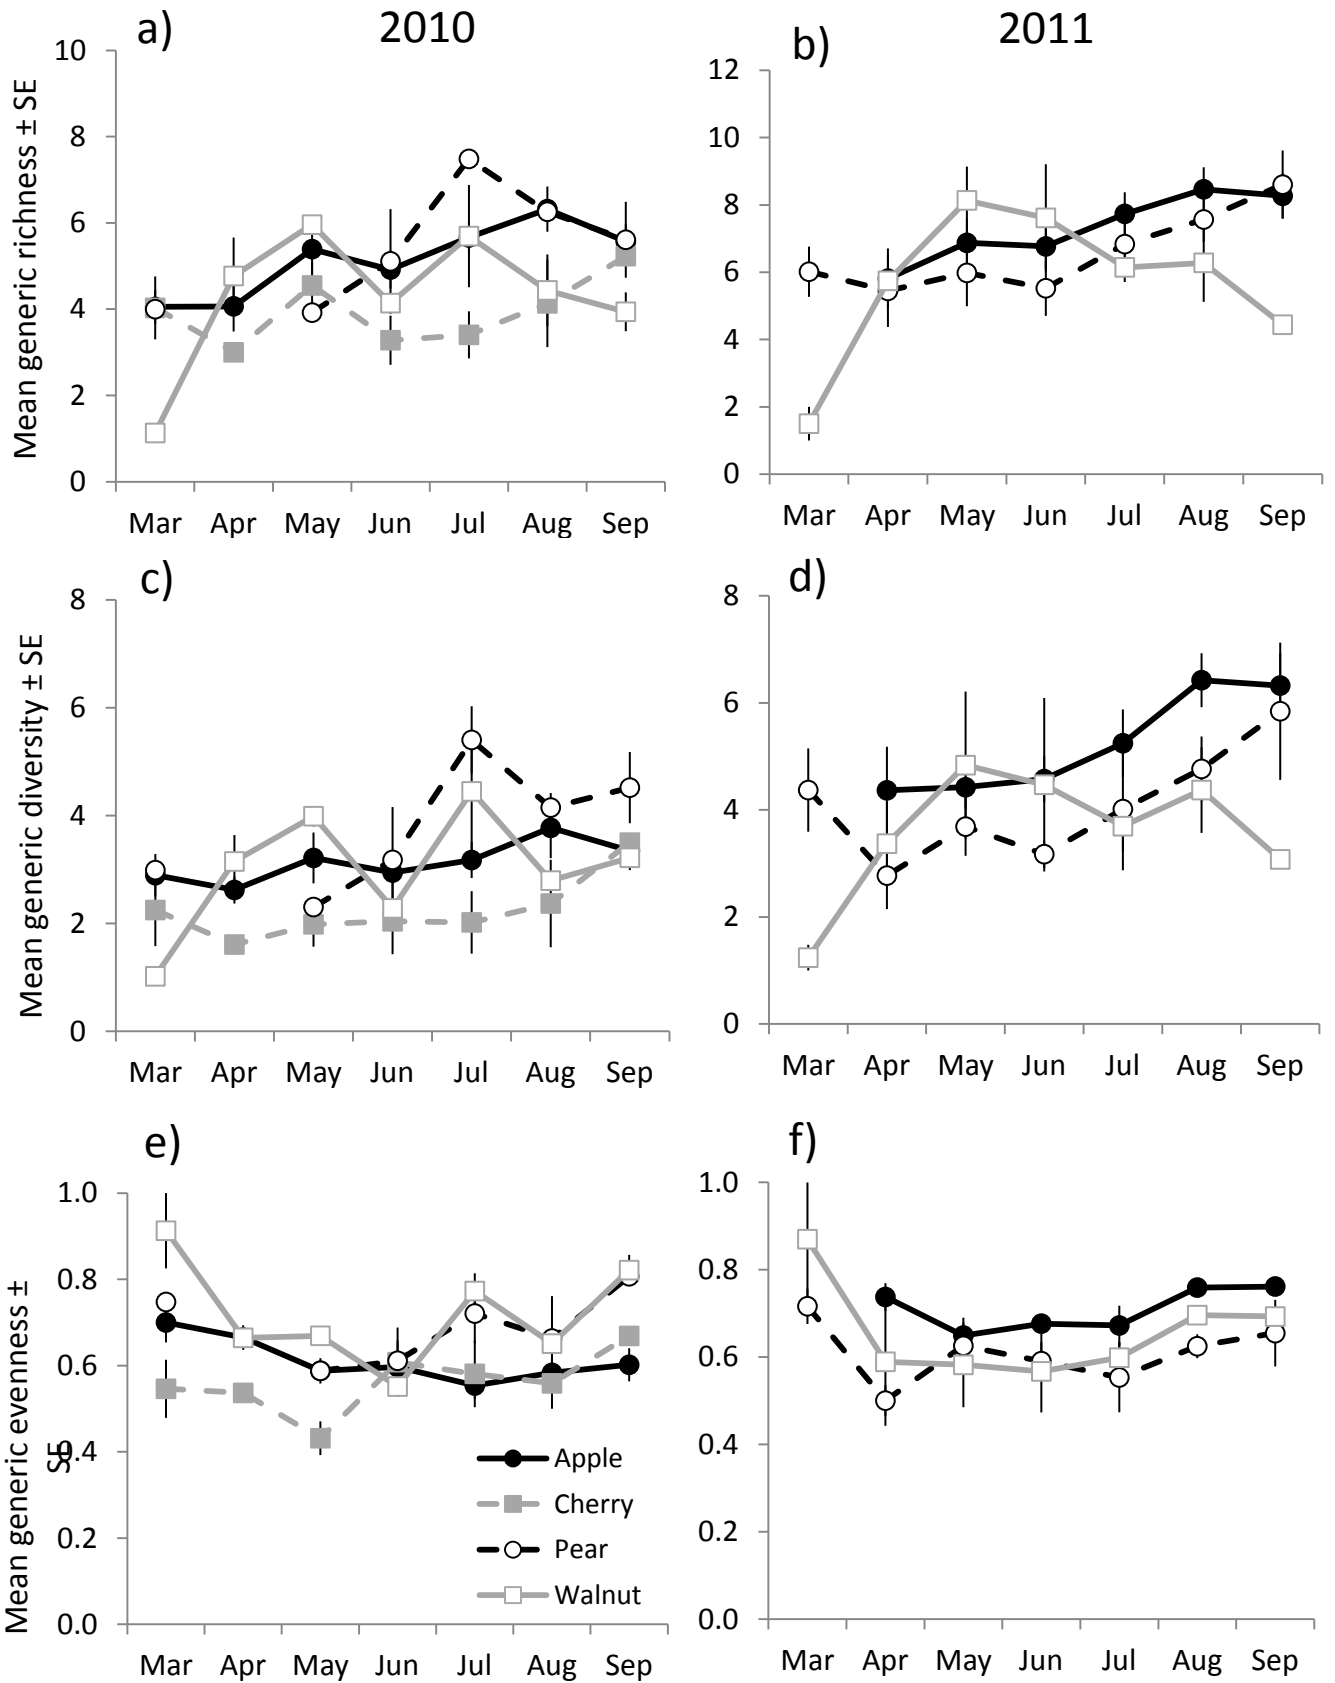 a) 2010
Mean generic richness ± SE
10
8
6
4
2
0
Mar Apr May Jun Jul Aug Sep
b) 2011
12
10
8
6
4
2
0
Mar Apr May Jun Jul Aug Sep
c)
Mean generic diversity ± SE
8
6
4
2
0
Mar Apr May Jun Jul Aug Sep
d)
8
6
4
2
0
Mar Apr May Jun Jul Aug Sep
e)
Mean generic evenness ±
SE
1.0
0.8
0.6
0.4
0.2
0.0
Apple
Cherry
Pear
Walnut
Mar Apr May Jun Jul Aug Sep
f)
1.0
0.8
0.6
0.4
0.2
0.0
Mar Apr May Jun Jul Aug Sep